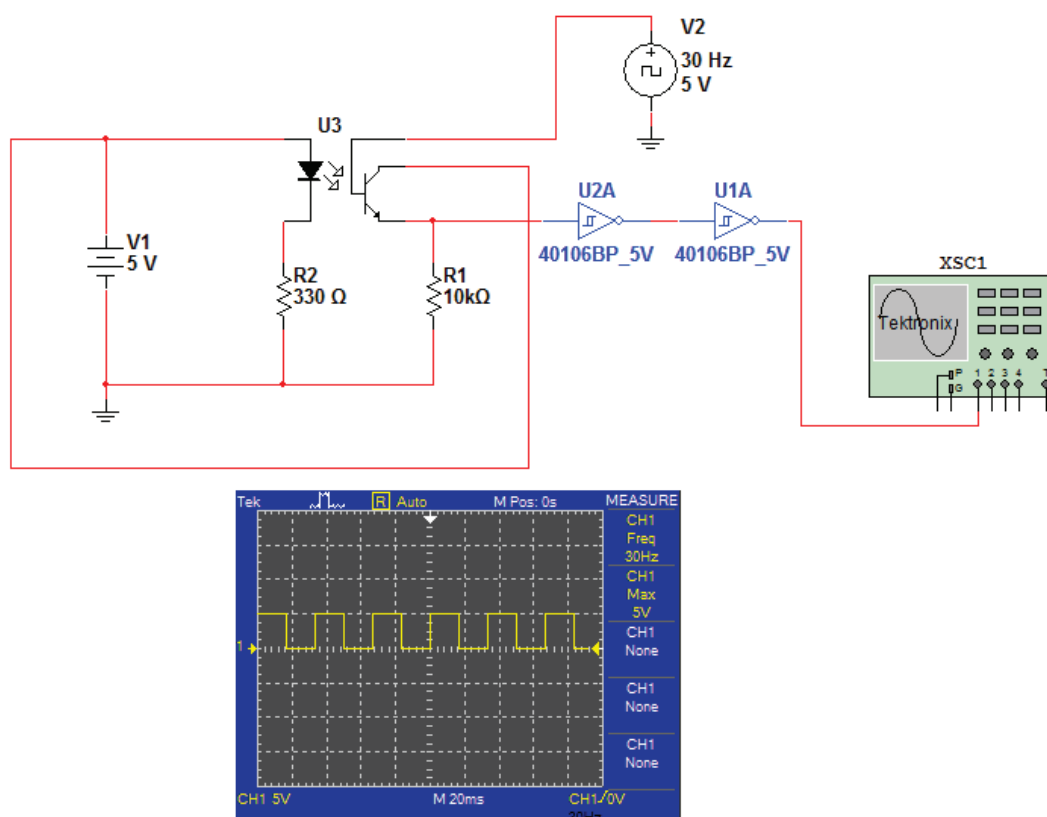 V2
30 Hz
5 V
U3
U2A
U1A
40106BP_5V
40106BP_5V
V1
5 V
R2
330 Ω
R1
10kΩ
XSC1
Tektronix
P
G
1 2 3 4
T
Tek
R Auto
M Pos: 0s
MEASURE
CH1
Freq
30Hz
CH1
Max
5V
CH1
None
CH1
None
CH1
None
1
CH1 5V
M 20ms
CH1/0V